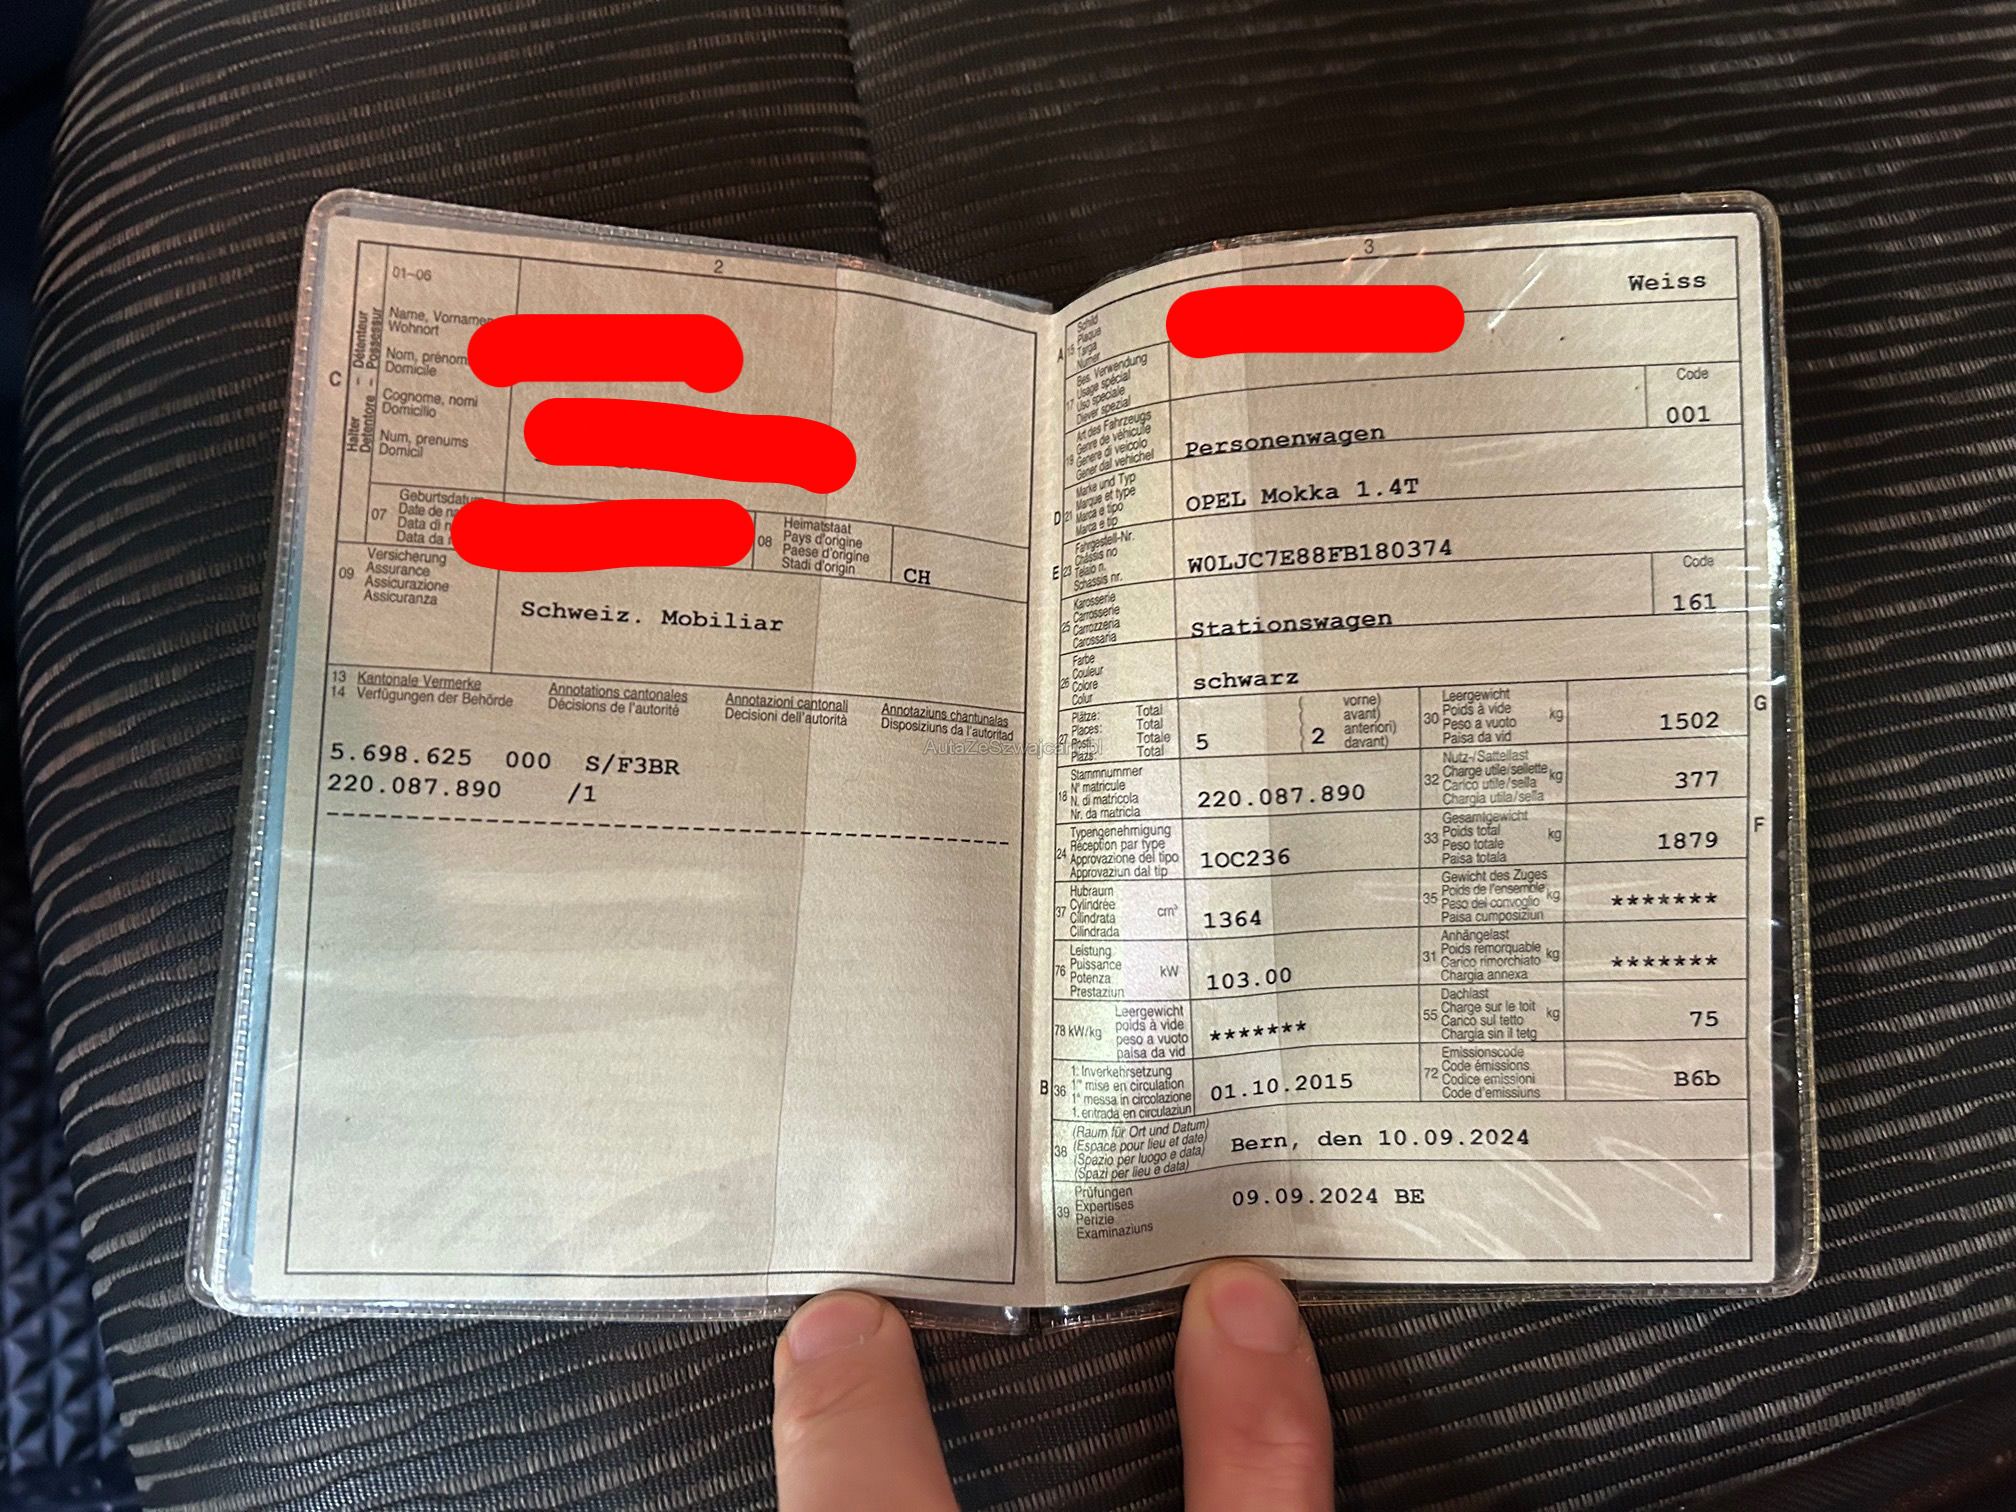 2
01-06
Name, Vornamen
Wohnort
Nom, prénom
Domicile
Cognome, nomi
Domicilio
Num, prenums
Domicil
C
Halter - Détenteur
Detentore - Possessur
07
Geburtsdatum
Date de
Data di
Data da
08
Heimatstaat
Pays d'origine
Paese d'origine
Stadi d'origin
CH
09
Versicherung
Assurance
Assicurazione
Assicuranza
Schweiz. Mobiliar
13 Kantonale Vermerke Annotations cantonales Annotazioni cantonali Annotaziuns chantunalas
14 Verfügungen der Behörde Décisions de l'autorité Decisioni dell'autorità Disposiziuns da l'autoritad
5.698.625 000 S/F3BR
220.087.890 /1
AutaZeSzwajcarii.pl
3
Weiss
A
15
Schild
Plaque
Targa
Numer
17
Bes. Verwendung
Usage spécial
Uso speciale
Diever spezial
Code
001
19
Art des Fahrzeugs
Genre de véhicule
Genere di veicolo
Gener dal vehichel
Personenwagen
D
21
Marke und Typ
Marque et type
Marca e tipo
Marca e tip
OPEL Mokka 1.4T
E
23
Fahrgestell-Nr.
Châssis no
Telaio n.
Schassis nr.
W0LJC7E88FB180374
25
Karosserie
Carrosserie
Carrozzeria
Carossaria
Stationswagen
Code
161
26
Farbe
Couleur
Colore
Colur
schwarz
27
Plätze: Total
Places: Total
Posti: Totale
Plazs: Total
5
2
vorne)
avant)
anteriori)
davant)
G
30
Leergewicht
Poids à vide
Peso a vuoto
Paisa da vid
kg
1502
18
Stammnummer
N° matricule
N. di matricola
Nr. da matricla
220.087.890
32
Nutz-/Sattellast
Charge utile/sellette
Carico utile/sella
Chargia utila/sella
kg
377
24
Typengenehmigung
Réception par type
Approvazione del tipo
Approvaziun dal tip
1OC236
F
33
Gesamtgewicht
Poids total
Peso totale
Paisa totala
kg
1879
37
Hubraum
Cylindrée
Cilindrata
Cilindrada
cm³
1364
35
Gewicht des Zuges
Poids de l'ensemble
Peso del convoglio
Paisa cumposiziun
kg
*******
76
Leistung
Puissance
Potenza
Prestaziun
kW
103.00
31
Anhängelast
Poids remorquable
Carico rimorchiato
Chargia annexa
kg
*******
78 kW/kg
Leergewicht
poids à vide
peso a vuoto
paisa da vid
*******
55
Dachlast
Charge sur le toit
Carico sul tetto
Chargia sin il tetg
kg
75
B
36
1. Inverkehrsetzung
1re mise en circulation
1a messa in circolazione
1. entrada en circulaziun
01.10.2015
72
Emissionscode
Code émissions
Codice emissioni
Code d'emissiuns
B6b
38
(Raum für Ort und Datum)
(Espace pour lieu et date)
(Spazio per luogo e data)
(Spazi per lieu e data)
Bern, den 10.09.2024
39
Prüfungen
Expertises
Perizie
Examinaziuns
09.09.2024 BE